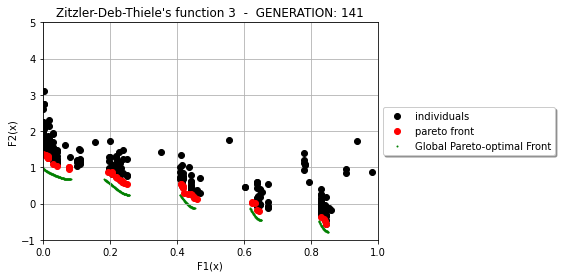 Zitzler-Deb-Thiele's function 3 - GENERATION: 141
5
4
3
2
1
0
−1
F2(x)
0.0 0.2 0.4 0.6 0.8 1.0
F1(x)
individuals
pareto front
Global Pareto-optimal Front